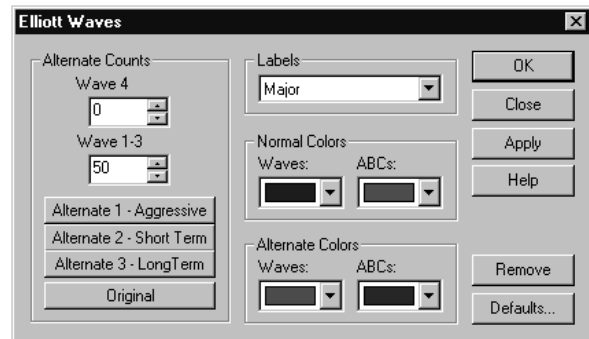 Elliott Waves
Alternate Counts
Wave 4
0
Wave 1-3
50
Alternate 1 - Aggressive
Alternate 2 - Short Term
Alternate 3 - LongTerm
Original
Labels
Major
Normal Colors
Waves: ABCs:
Alternate Colors
Waves: ABCs:
OK
Close
Apply
Help
Remove
Defaults...